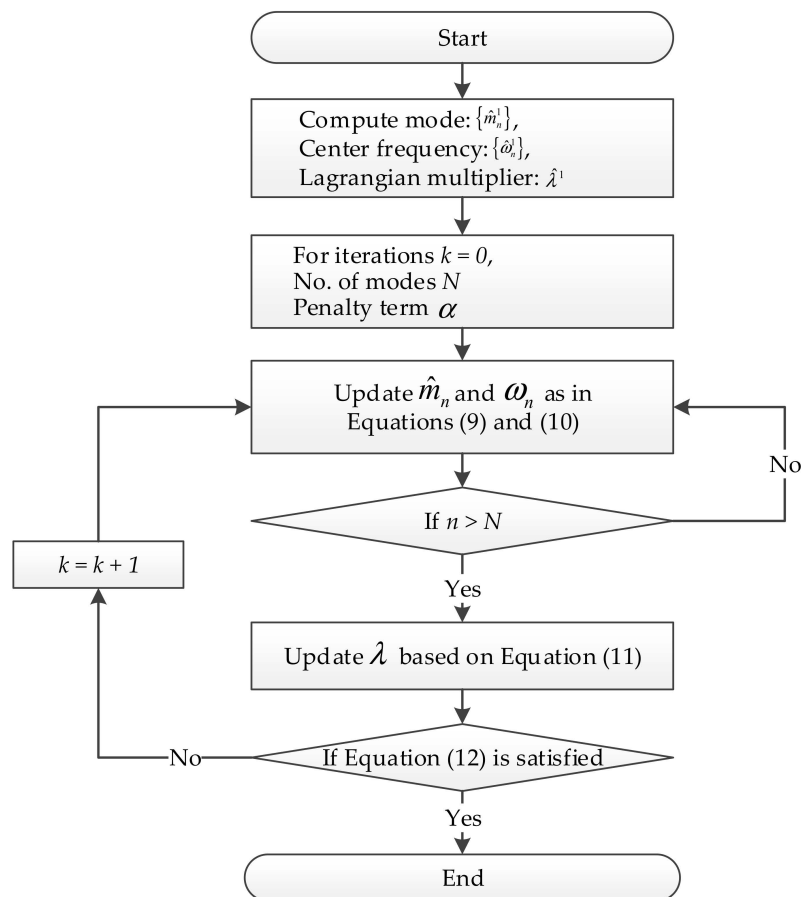 Start
Compute mode: {m̂ₙ¹},
Center frequency: {ω̂ₙ¹},
Lagrangian multiplier: λ̂¹
For iterations k = 0,
No. of modes N
Penalty term α
Update m̂ₙ and ωₙ as in
Equations (9) and (10)
No
If n > N
k = k + 1
Yes
Update λ based on Equation (11)
No
If Equation (12) is satisfied
Yes
End